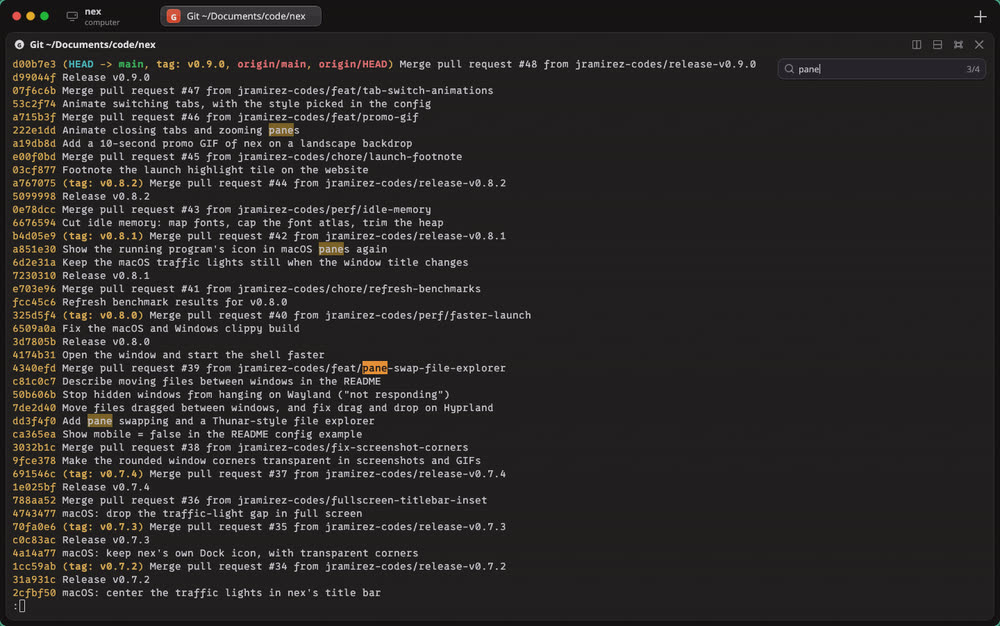 nex
computer
G Git ~/Documents/code/nex
G Git ~/Documents/code/nex
pane 3/4
d00b7e3 (HEAD -> main, tag: v0.9.0, origin/main, origin/HEAD) Merge pull request #48 from jramirez-codes/release-v0.9.0
d99044f Release v0.9.0
07f6c6b Merge pull request #47 from jramirez-codes/feat/tab-switch-animations
53c2f74 Animate switching tabs, with the style picked in the config
a715b3f Merge pull request #46 from jramirez-codes/feat/promo-gif
222e1dd Animate closing tabs and zooming panes
a19db8d Add a 10-second promo GIF of nex on a landscape backdrop
e00f0bd Merge pull request #45 from jramirez-codes/chore/launch-footnote
03cf877 Footnote the launch highlight tile on the website
a767075 (tag: v0.8.2) Merge pull request #44 from jramirez-codes/release-v0.8.2
5099998 Release v0.8.2
0e78dcc Merge pull request #43 from jramirez-codes/perf/idle-memory
6676594 Cut idle memory: map fonts, cap the font atlas, trim the heap
b4d05e9 (tag: v0.8.1) Merge pull request #42 from jramirez-codes/release-v0.8.1
a851e30 Show the running program's icon in macOS panes again
6d2e31a Keep the macOS traffic lights still when the window title changes
7230310 Release v0.8.1
e703e96 Merge pull request #41 from jramirez-codes/chore/refresh-benchmarks
fcc45c6 Refresh benchmark results for v0.8.0
325d5f4 (tag: v0.8.0) Merge pull request #40 from jramirez-codes/perf/faster-launch
6509a0a Fix the macOS and Windows clippy build
3d7805b Release v0.8.0
4174b31 Open the window and start the shell faster
4340efd Merge pull request #39 from jramirez-codes/feat/pane-swap-file-explorer
c81c0c7 Describe moving files between windows in the README
50b606b Stop hidden windows from hanging on Wayland ("not responding")
7de2d40 Move files dragged between windows, and fix drag and drop on Hyprland
dd3f4f0 Add pane swapping and a Thunar-style file explorer
ca365ea Show mobile = false in the README config example
3032b1c Merge pull request #38 from jramirez-codes/fix-screenshot-corners
9fce378 Make the rounded window corners transparent in screenshots and GIFs
691546c (tag: v0.7.4) Merge pull request #37 from jramirez-codes/release-v0.7.4
1e025bf Release v0.7.4
788aa52 Merge pull request #36 from jramirez-codes/fullscreen-titlebar-inset
4743477 macOS: drop the traffic-light gap in full screen
70fa0e6 (tag: v0.7.3) Merge pull request #35 from jramirez-codes/release-v0.7.3
c0c83ac Release v0.7.3
4a14a77 macOS: keep nex's own Dock icon, with transparent corners
1cc59ab (tag: v0.7.2) Merge pull request #34 from jramirez-codes/release-v0.7.2
31a931c Release v0.7.2
2cfbf50 macOS: center the traffic lights in nex's title bar
: